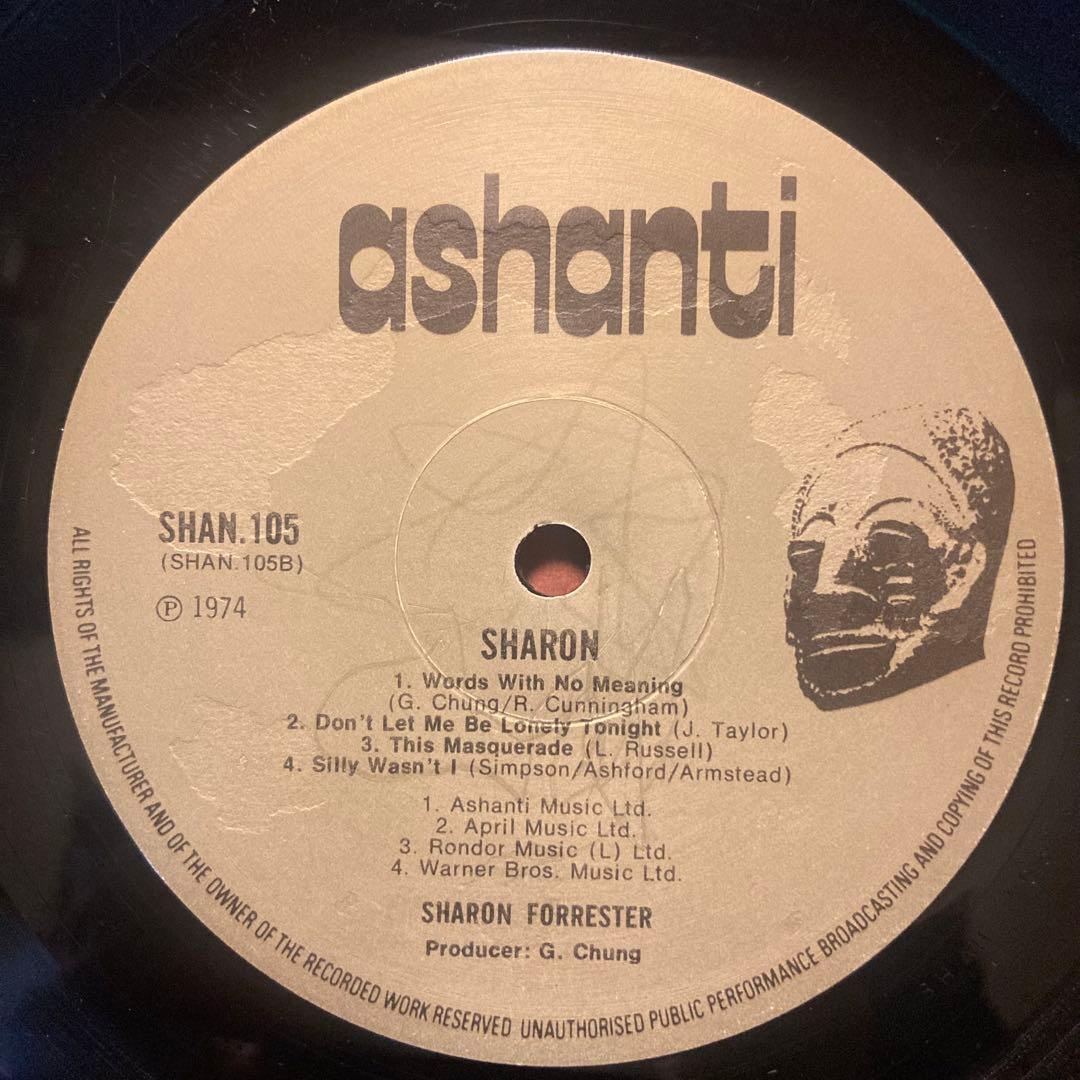 ashanti
SHAN.105
(SHAN.105B)
Ⓟ 1974
SHARON
1. Words With No Meaning
(G. Chung/R. Cunningham)
2. Don't Let Me Be Lonely Tonight (J. Taylor)
3. This Masquerade (L. Russell)
4. Silly Wasn't I (Simpson/Ashford/Armstead)
1. Ashanti Music Ltd.
2. April Music Ltd.
3. Rondor Music (L) Ltd.
4. Warner Bros. Music Ltd.
SHARON FORRESTER
Producer: G. Chung
ALL RIGHTS OF THE MANUFACTURER AND OF THE OWNER OF THE RECORDED WORK RESERVED UNAUTHORISED PUBLIC PERFORMANCE BROADCASTING AND COPYING OF THIS RECORD PROHIBITED